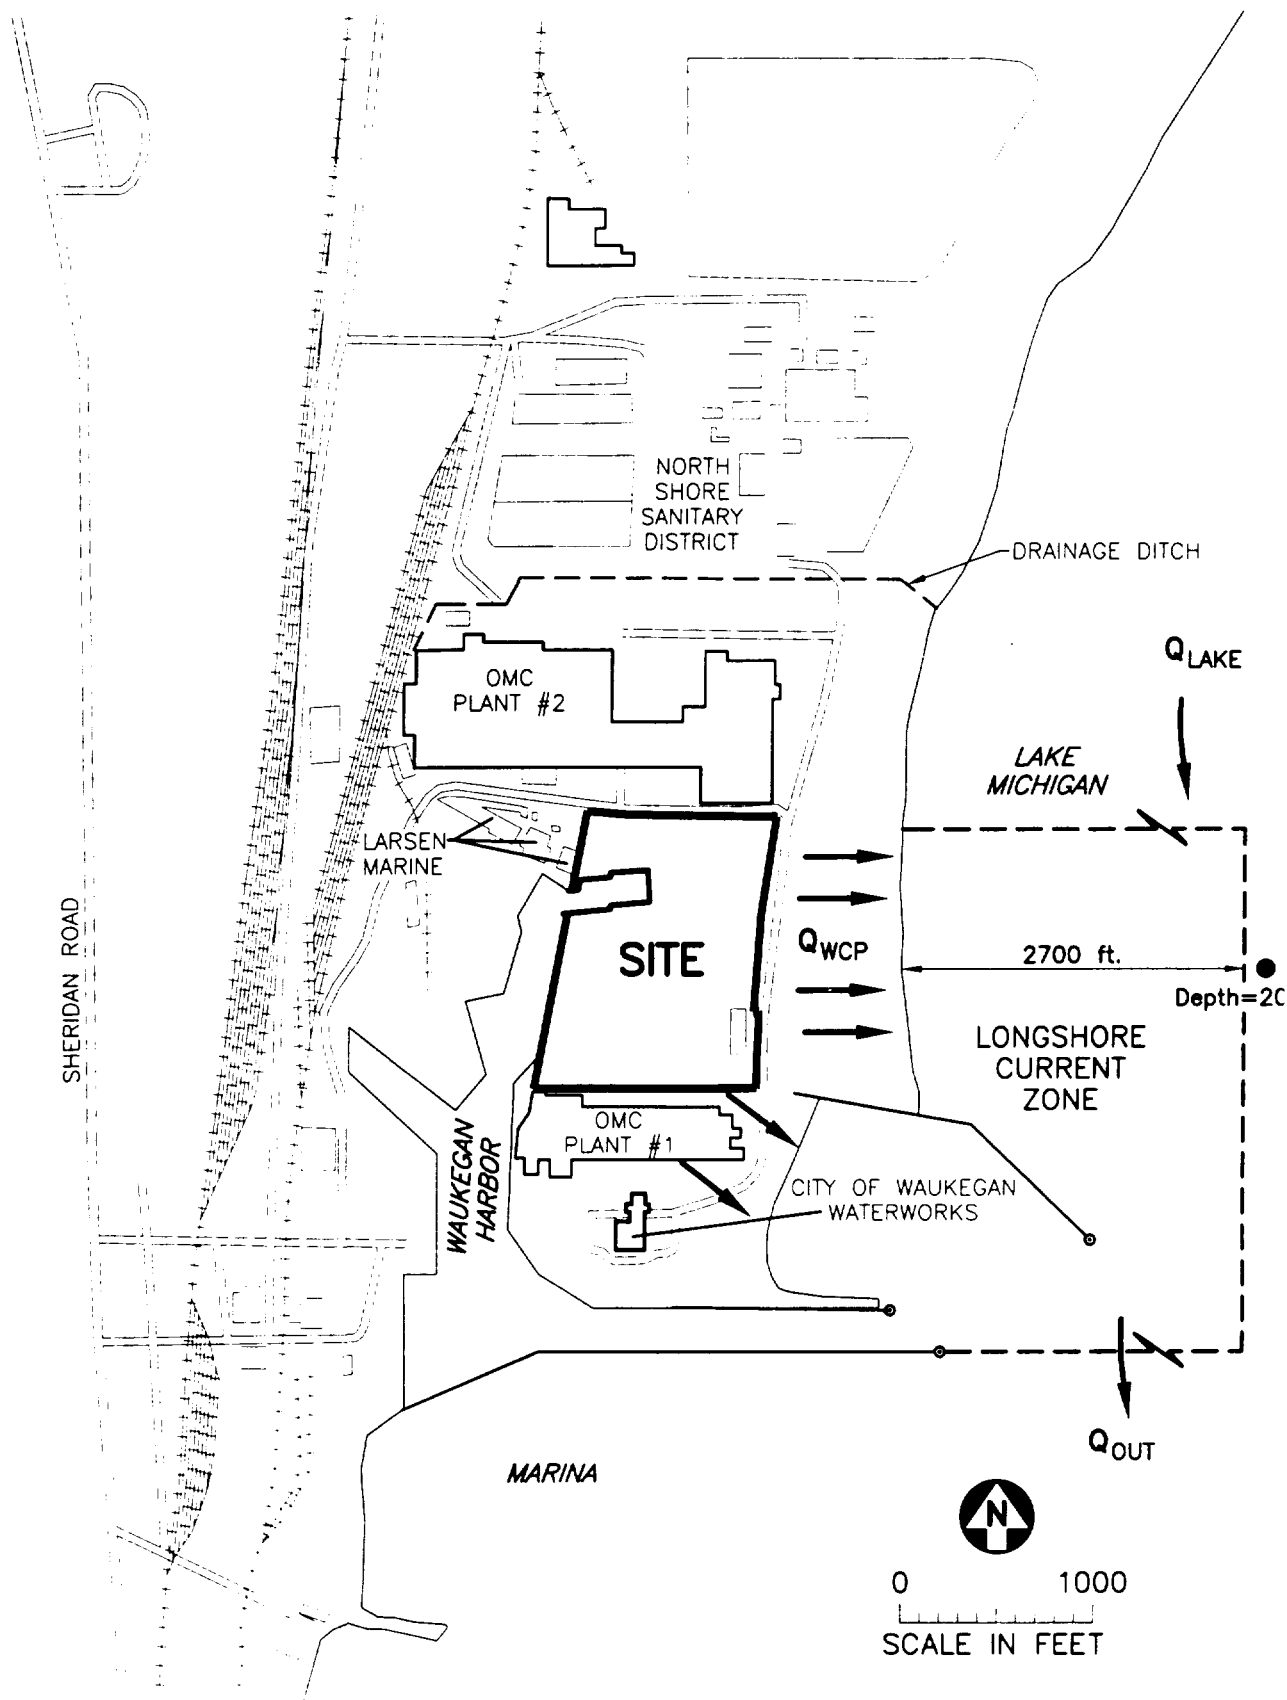 NORTH
SHORE
SANITARY
DISTRICT
DRAINAGE DITCH
QLAKE
OMC
PLANT #2
LAKE
MICHIGAN
LARSEN
MARINE
SHERIDAN ROAD
SITE
QWCP
2700 ft.
Depth=20
LONGSHORE
CURRENT
ZONE
WAUKEGAN
HARBOR
OMC
PLANT #1
CITY OF WAUKEGAN
WATERWORKS
QOUT
MARINA
N
0 1000
SCALE IN FEET